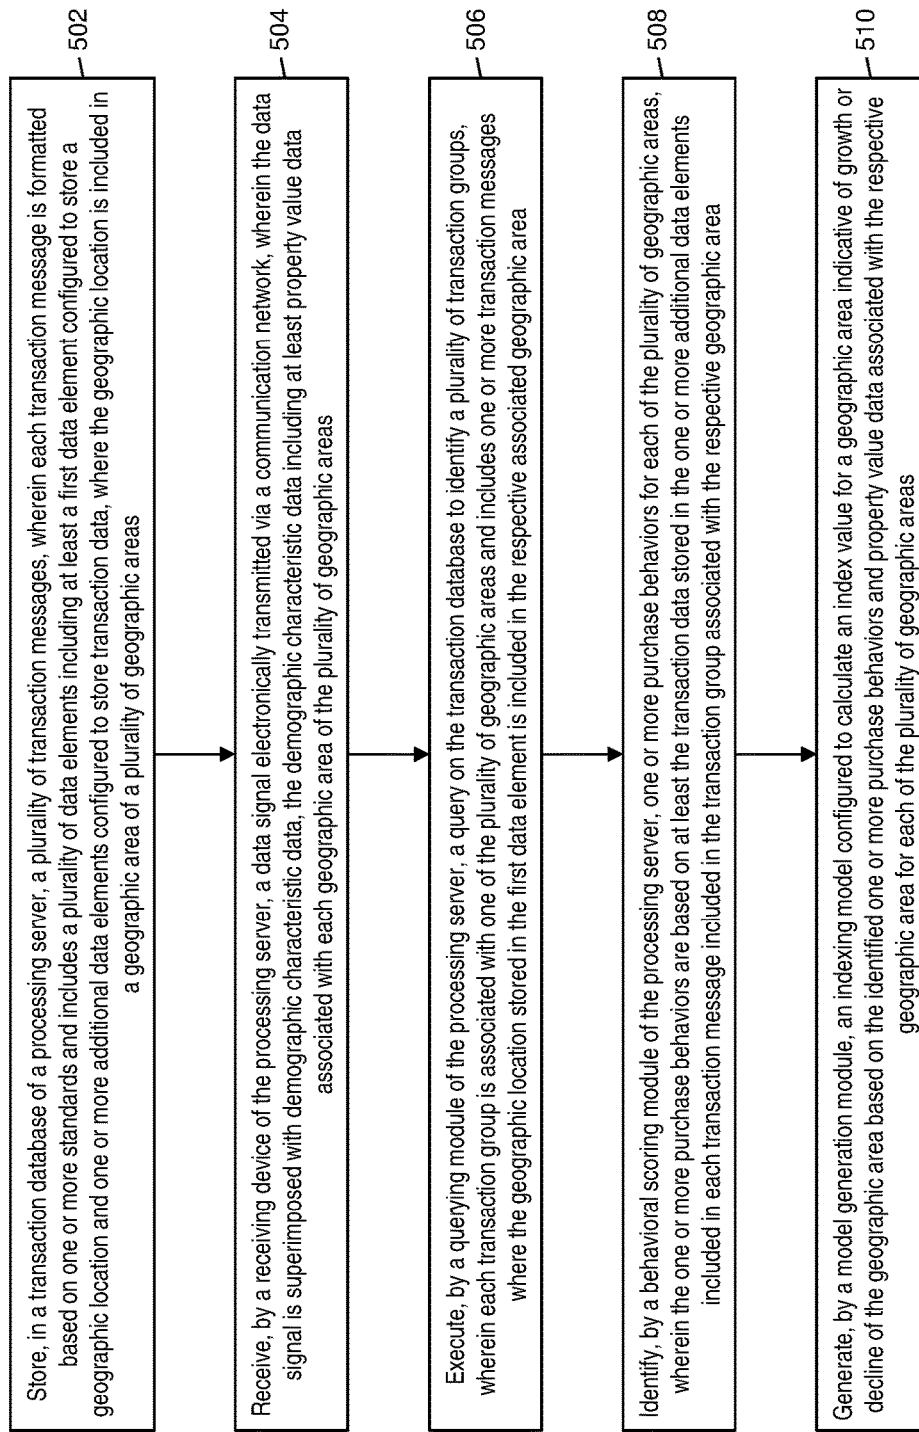 Store, in a transaction database of a processing server, a plurality of transaction messages, wherein each transaction message is formatted
based on one or more standards and includes a plurality of data elements including at least a first data element configured to store a
geographic location and one or more additional data elements configured to store transaction data, where the geographic location is included in
a geographic area of a plurality of geographic areas
502
Receive, by a receiving device of the processing server, a data signal electronically transmitted via a communication network, wherein the data
signal is superimposed with demographic characteristic data, the demographic characteristic data including at least property value data
associated with each geographic area of the plurality of geographic areas
504
Execute, by a querying module of the processing server, a query on the transaction database to identify a plurality of transaction groups,
wherein each transaction group is associated with one of the plurality of geographic areas and includes one or more transaction messages
where the geographic location stored in the first data element is included in the respective associated geographic area
506
Identify, by a behavioral scoring module of the processing server, one or more purchase behaviors for each of the plurality of geographic areas,
wherein the one or more purchase behaviors are based on at least the transaction data stored in the one or more additional data elements
included in each transaction message included in the transaction group associated with the respective geographic area
508
Generate, by a model generation module, an indexing model configured to calculate an index value for a geographic area indicative of growth or
decline of the geographic area based on the identified one or more purchase behaviors and property value data associated with the respective
geographic area for each of the plurality of geographic areas
510